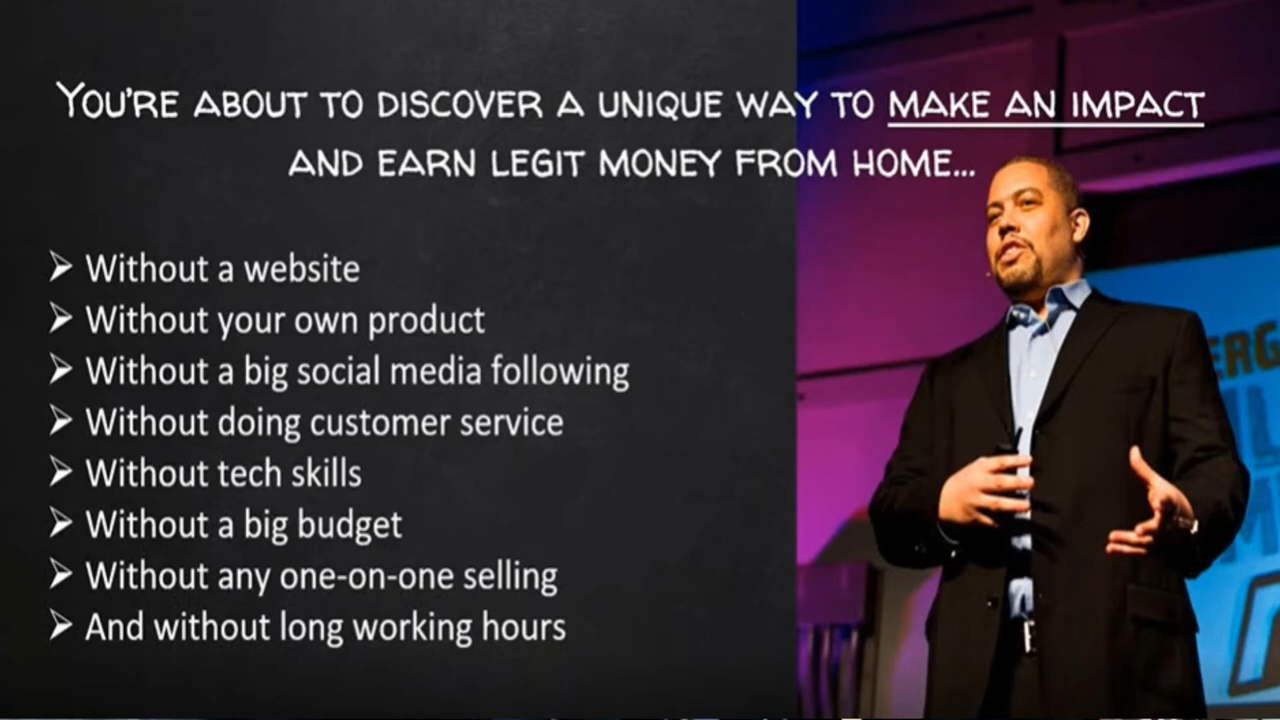 You're about to discover a unique way to make an impact
and earn legit money from home...
➢ Without a website
➢ Without your own product
➢ Without a big social media following
➢ Without doing customer service
➢ Without tech skills
➢ Without a big budget
➢ Without any one-on-one selling
➢ And without long working hours